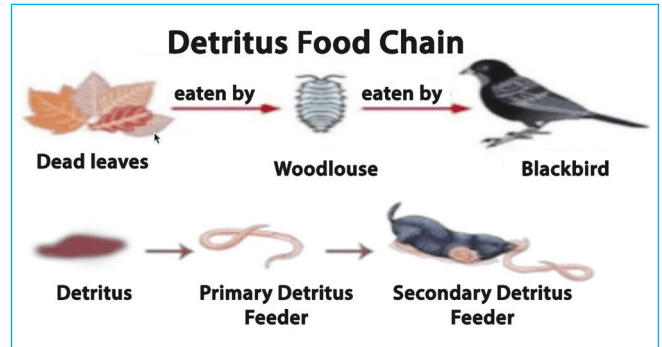 Detritus Food Chain
eaten by
eaten by
Dead leaves
Woodlouse
Blackbird
Detritus
Primary Detritus
Feeder
Secondary Detritus
Feeder